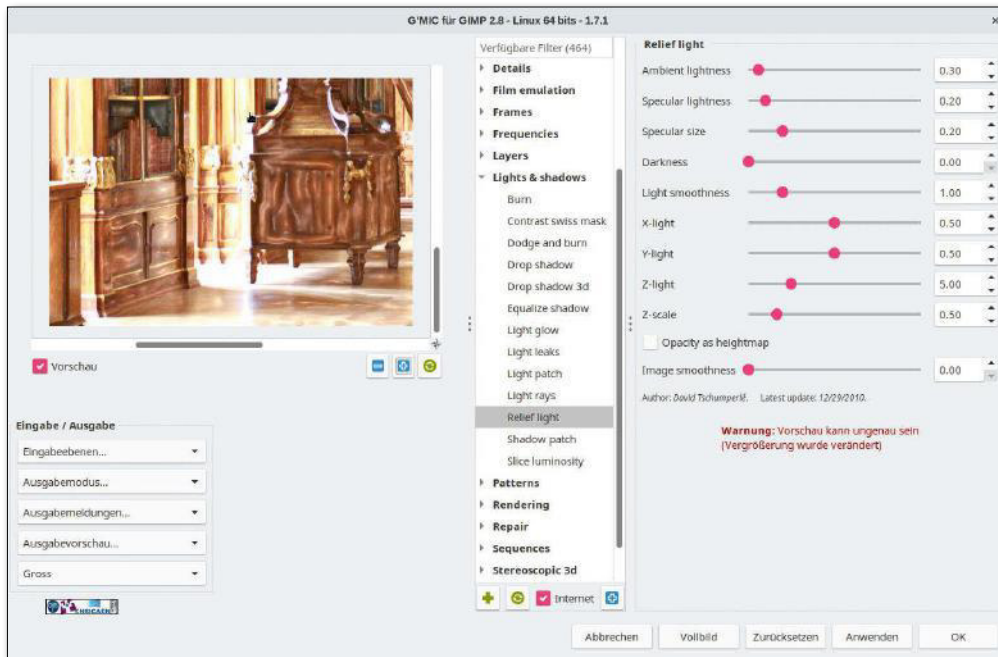 G'MIC für GIMP 2.8 - Linux 64 bits - 1.7.1
Vorschau
Eingabe / Ausgabe
Eingabeebenen...
Ausgabemodus...
Ausgabemeldungen...
Ausgabevorschau...
Gross
Verfügbare Filter (464)
Details
Film emulation
Frames
Frequencies
Layers
Lights & shadows
Burn
Contrast swiss mask
Dodge and burn
Drop shadow
Drop shadow 3d
Equalize shadow
Light glow
Light leaks
Light patch
Light rays
Relief light
Shadow patch
Slice luminosity
Patterns
Rendering
Repair
Sequences
Stereoscopic 3d
Internet
Relief light
Ambient lightness 0.30
Specular lightness 0.20
Specular size 0.20
Darkness 0.00
Light smoothness 1.00
X-light 0.50
Y-light 0.50
Z-light 5.00
Z-scale 0.50
Opacity as heightmap
Image smoothness 0.00
Author: David Tschumperlé. Latest update: 12/29/2010.
Warnung: Vorschau kann ungenau sein
(Vergrößerung wurde verändert)
Abbrechen Vollbild Zurücksetzen Anwenden OK